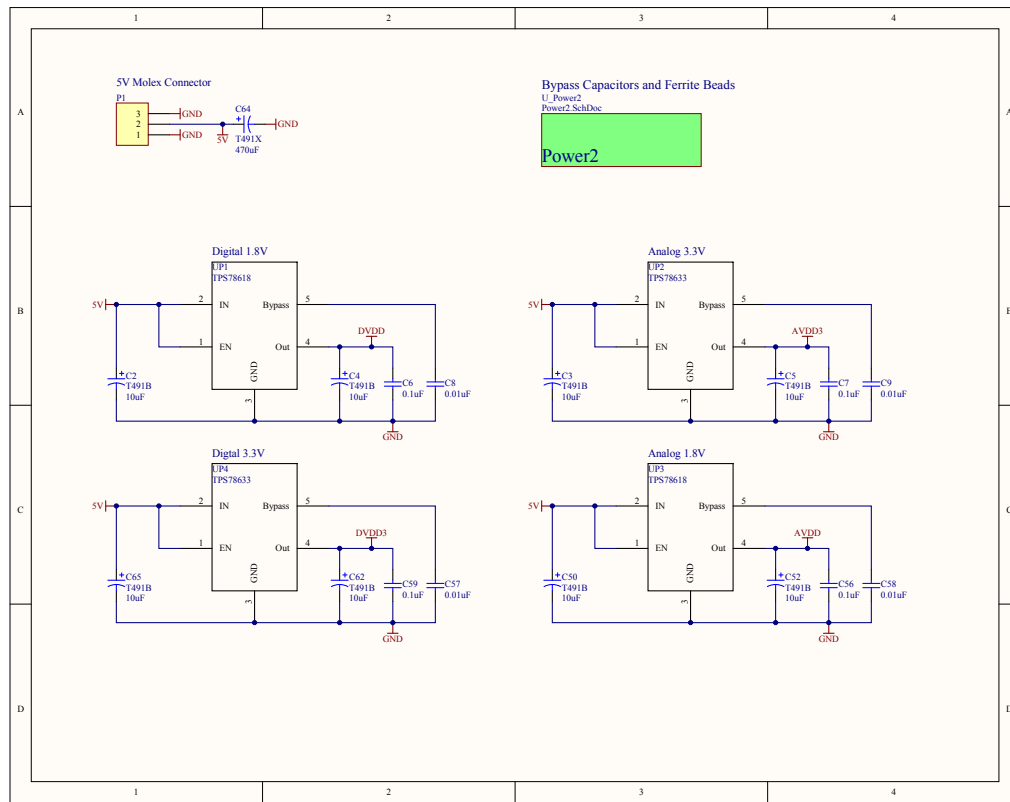 1 2 3 4
A A
5V Molex Connector
P1
3
2
1
GND
GND
5V
C64
+
T491X
470uF
GND
Bypass Capacitors and Ferrite Beads
U_Power2
Power2.SchDoc
Power2
B B
Digital 1.8V
UP1
TPS78618
5V
2 IN Bypass 5
1 EN Out 4
GND
3
DVDD
+
C2
T491B
10uF
+
C4
T491B
10uF
C6
0.1uF
C8
0.01uF
GND
Analog 3.3V
UP2
TPS78633
5V
2 IN Bypass 5
1 EN Out 4
GND
3
AVDD3
+
C3
T491B
10uF
+
C5
T491B
10uF
C7
0.1uF
C9
0.01uF
GND
C C
Digtal 3.3V
UP4
TPS78633
5V
2 IN Bypass 5
1 EN Out 4
GND
3
DVDD3
+
C65
T491B
10uF
+
C62
T491B
10uF
C59
0.1uF
C57
0.01uF
GND
Analog 1.8V
UP3
TPS78618
5V
2 IN Bypass 5
1 EN Out 4
GND
3
AVDD
+
C50
T491B
10uF
+
C52
T491B
10uF
C56
0.1uF
C58
0.01uF
GND
D D
1 2 3 4